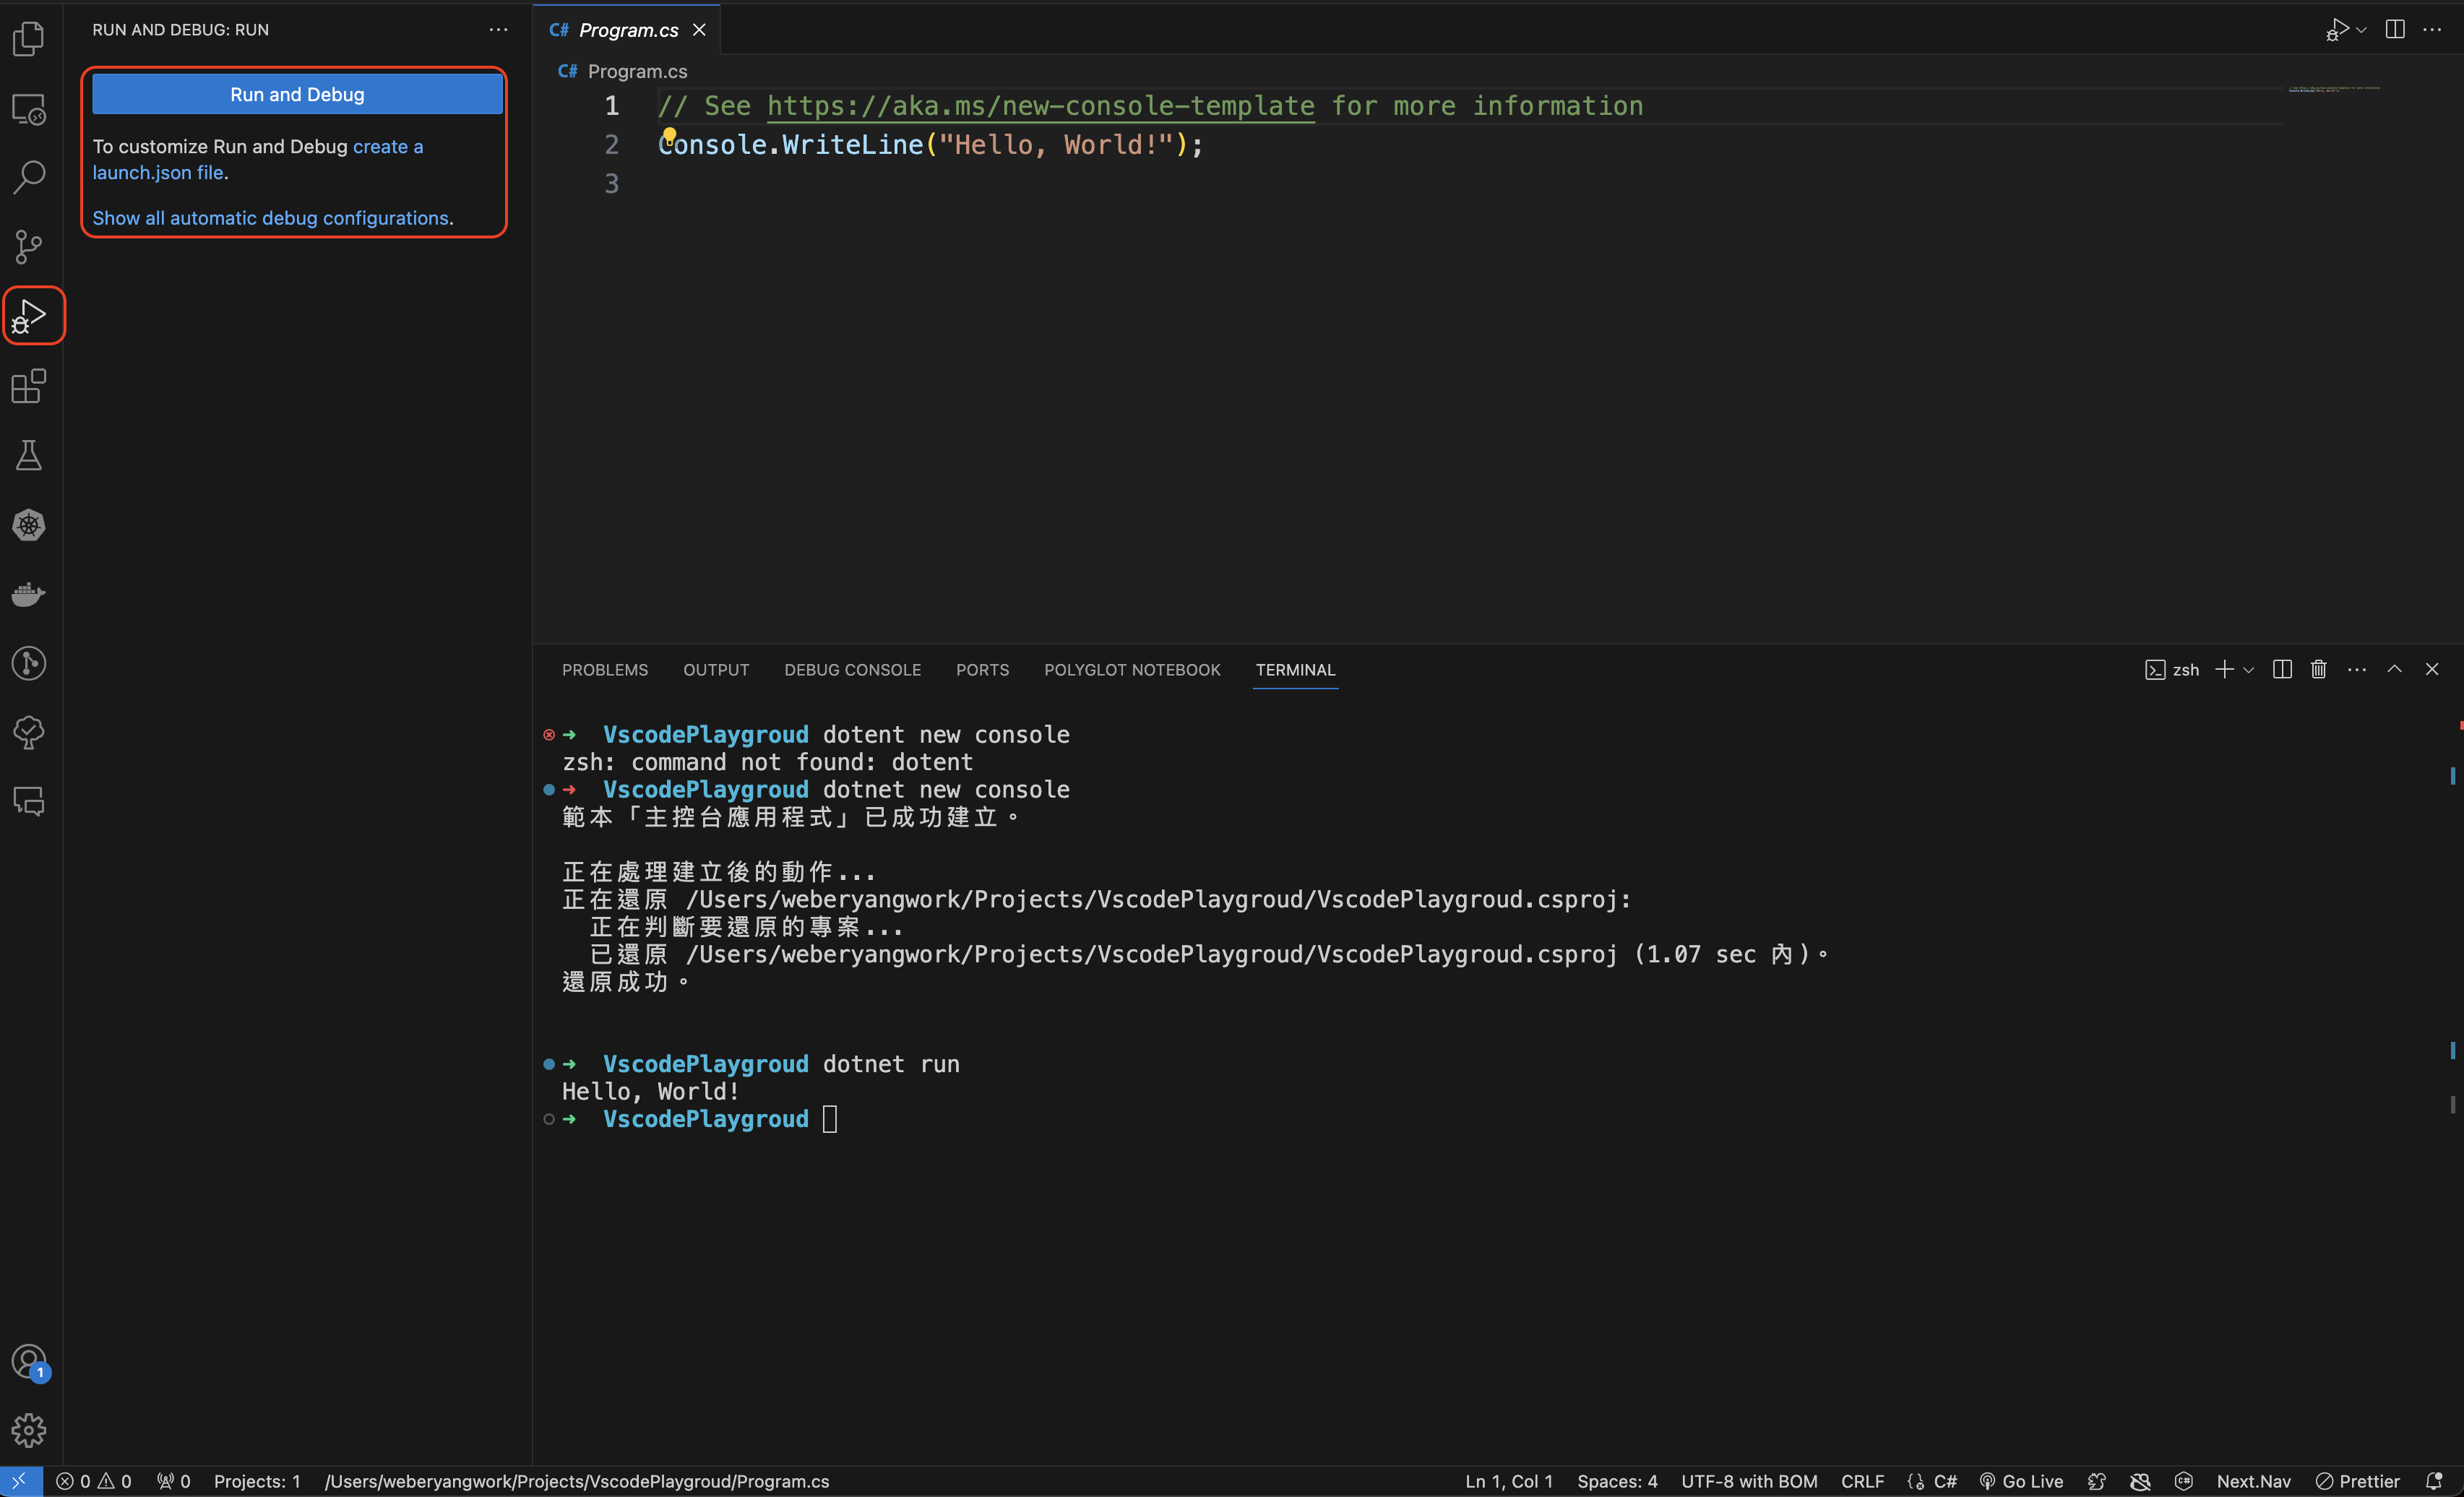 RUN AND DEBUG: RUN
Run and Debug
To customize Run and Debug create a
launch.json file.
Show all automatic debug configurations.
C# Program.cs
C# Program.cs
1 // See https://aka.ms/new-console-template for more information
2 Console.WriteLine("Hello, World!");
3
PROBLEMS OUTPUT DEBUG CONSOLE PORTS POLYGLOT NOTEBOOK TERMINAL
zsh
→ VscodePlaygroud dotent new console
zsh: command not found: dotent
→ VscodePlaygroud dotnet new console
範本「主控台應用程式」已成功建立。
正在處理建立後的動作...
正在還原 /Users/weberyangwork/Projects/VscodePlaygroud/VscodePlaygroud.csproj:
正在判斷要還原的專案...
已還原 /Users/weberyangwork/Projects/VscodePlaygroud/VscodePlaygroud.csproj (1.07 sec 內)。
還原成功。
→ VscodePlaygroud dotnet run
Hello, World!
→ VscodePlaygroud
1
0 0 0 Projects: 1 /Users/weberyangwork/Projects/VscodePlaygroud/Program.cs Ln 1, Col 1 Spaces: 4 UTF-8 with BOM CRLF C# Go Live Next.Nav Prettier